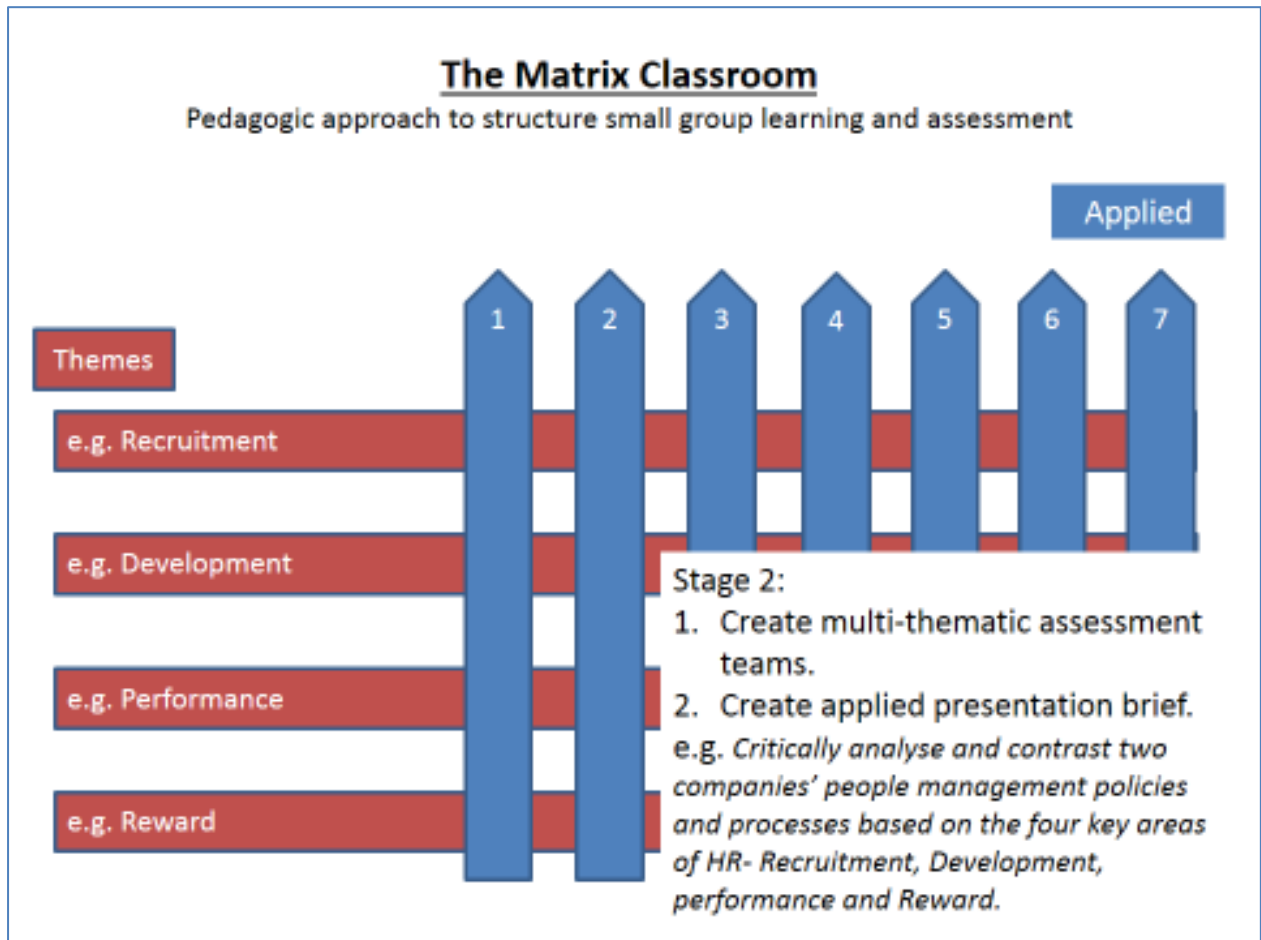 The Matrix Classroom
Pedagogic approach to structure small group learning and assessment
Applied
1 2 3 4 5 6 7
Themes
e.g. Recruitment
e.g. Development
e.g. Performance
e.g. Reward
Stage 2:
1. Create multi-thematic assessment
teams.
2. Create applied presentation brief.
e.g. Critically analyse and contrast two
companies’ people management policies
and processes based on the four key areas
of HR- Recruitment, Development,
performance and Reward.